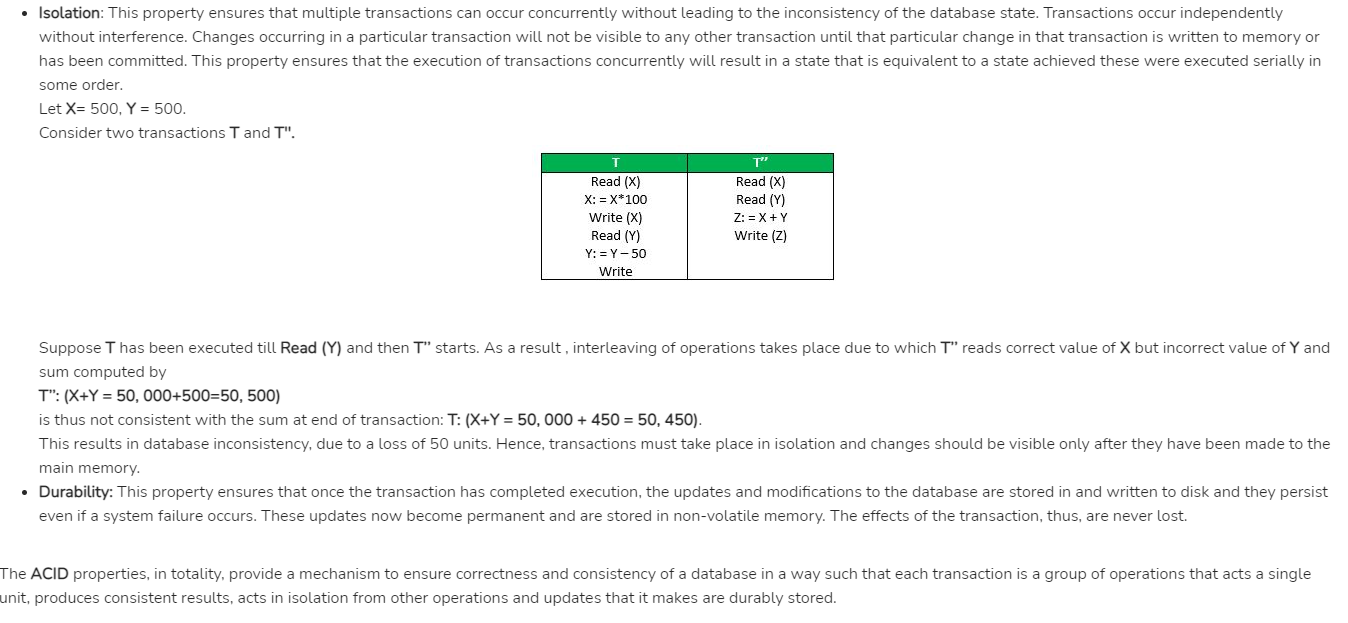 • Isolation: This property ensures that multiple transactions can occur concurrently without leading to the inconsistency of the database state. Transactions occur independently
without interference. Changes occurring in a particular transaction will not be visible to any other transaction until that particular change in that transaction is written to memory or
has been committed. This property ensures that the execution of transactions concurrently will result in a state that is equivalent to a state achieved these were executed serially in
some order.
Let X= 500, Y = 500.
Consider two transactions T and T".
T T”
Read (X) Read (X)
X: = X*100 Read (Y)
Write (X) Z: = X + Y
Read (Y) Write (Z)
Y: = Y – 50
Write
Suppose T has been executed till Read (Y) and then T” starts. As a result , interleaving of operations takes place due to which T” reads correct value of X but incorrect value of Y and
sum computed by
T”: (X+Y = 50, 000+500=50, 500)
is thus not consistent with the sum at end of transaction: T: (X+Y = 50, 000 + 450 = 50, 450).
This results in database inconsistency, due to a loss of 50 units. Hence, transactions must take place in isolation and changes should be visible only after they have been made to the
main memory.
• Durability: This property ensures that once the transaction has completed execution, the updates and modifications to the database are stored in and written to disk and they persist
even if a system failure occurs. These updates now become permanent and are stored in non-volatile memory. The effects of the transaction, thus, are never lost.
The ACID properties, in totality, provide a mechanism to ensure correctness and consistency of a database in a way such that each transaction is a group of operations that acts a single
unit, produces consistent results, acts in isolation from other operations and updates that it makes are durably stored.